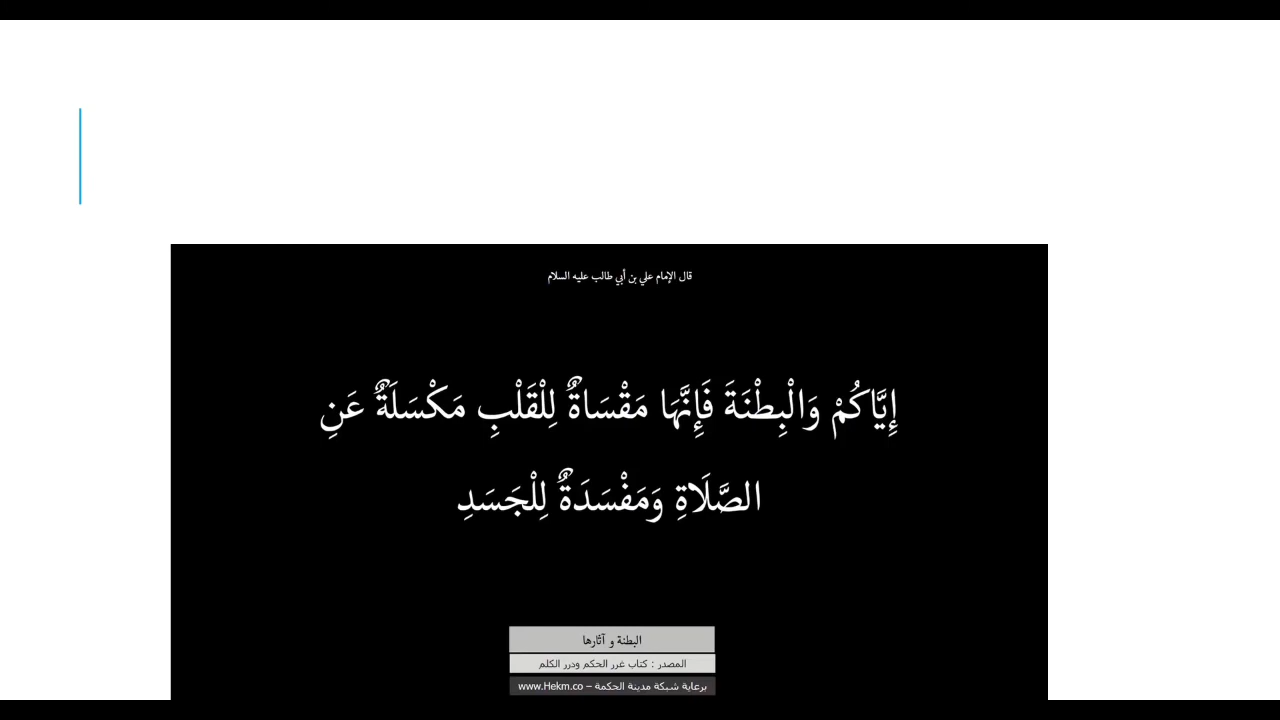 قال الإمام علي بن أبي طالب عليه السلام
إِيَّاكُمْ وَالْبِطْنَةَ فَإِنَّهَا مَقْسَاةٌ لِلْقَلْبِ مَكْسَلَةٌ عَنِ
الصَّلَاةِ وَمَفْسَدَةٌ لِلْجَسَدِ
البطنة و آثارها
المصدر : كتاب غرر الحكم ودرر الكلم
برعاية شبكة مدينة الحكمة – www.Hekm.co